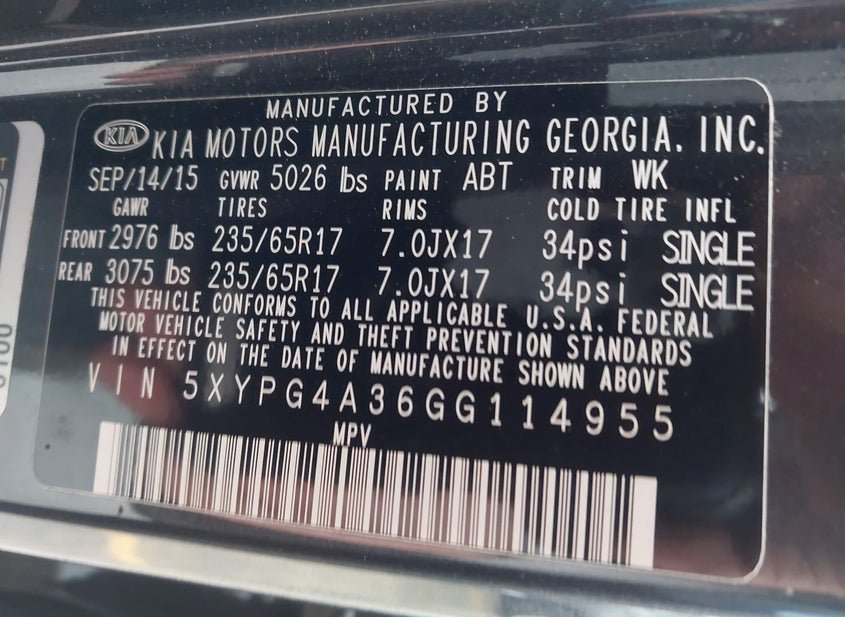 MANUFACTURED BY
KIA KIA MOTORS MANUFACTURING GEORGIA, INC.
SEP/14/15 GVWR 5026 lbs PAINT ABT TRIM WK
GAWR TIRES RIMS COLD TIRE INFL
FRONT 2976 lbs 235/65R17 7.0JX17 34psi SINGLE
REAR 3075 lbs 235/65R17 7.0JX17 34psi SINGLE
THIS VEHICLE CONFORMS TO ALL APPLICABLE U.S.A. FEDERAL
MOTOR VEHICLE SAFETY AND THEFT PREVENTION STANDARDS
IN EFFECT ON THE DATE OF MANUFACTURE SHOWN ABOVE
VIN 5XYPG4A36GG114955
MPV